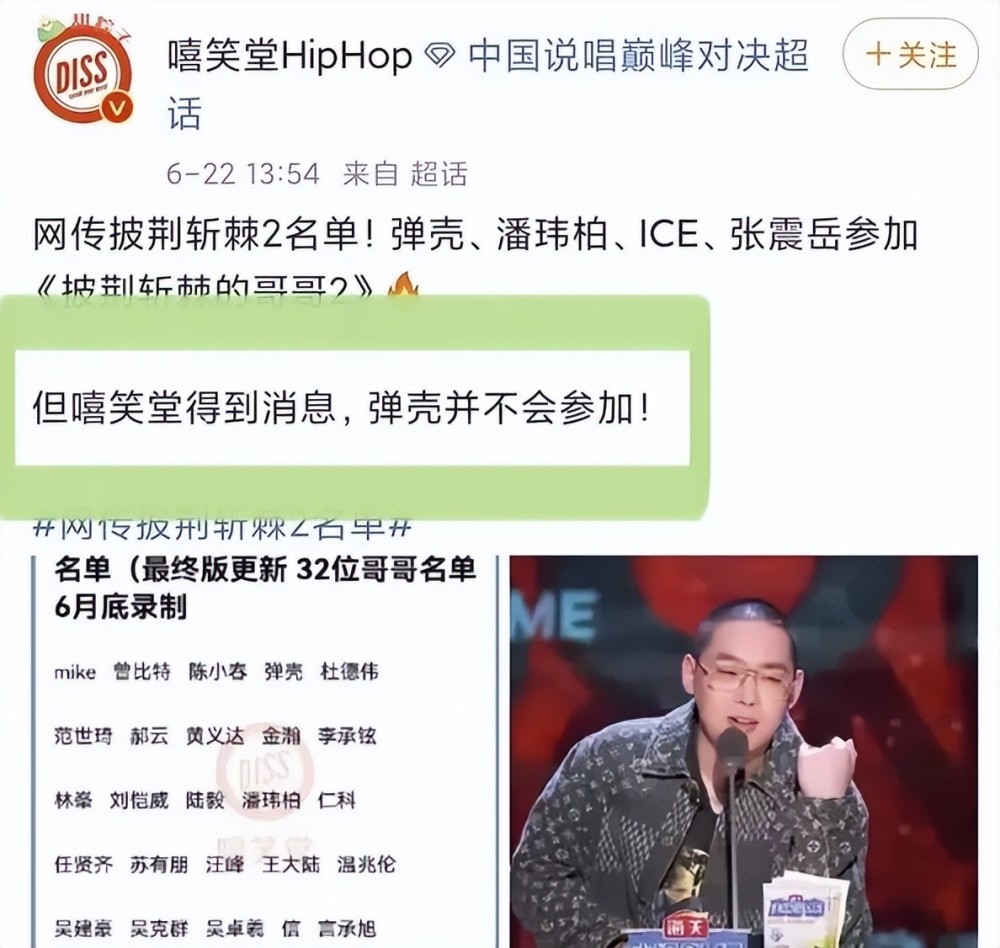 DISS
嘻笑堂HipHop 中国说唱巅峰对决超
话
+关注
6-22 13:54 来自 超话
网传披荆斩棘2名单！弹壳、潘玮柏、ICE、张震岳参加
《披荆斩棘的哥哥2》
但嘻笑堂得到消息，弹壳并不会参加！
#网传披荆斩棘2名单#
名单（最终版更新 32位哥哥名单
6月底录制
mike 曾比特 陈小春 弹壳 杜德伟
范世琦 郝云 黄义达 金瀚 李承铉
林峯 刘恺威 陆毅 潘玮柏 仁科
任贤齐 苏有朋 汪峰 王大陆 温兆伦
吴建豪 吴克群 吴卓羲 信 言承旭
ME
海天